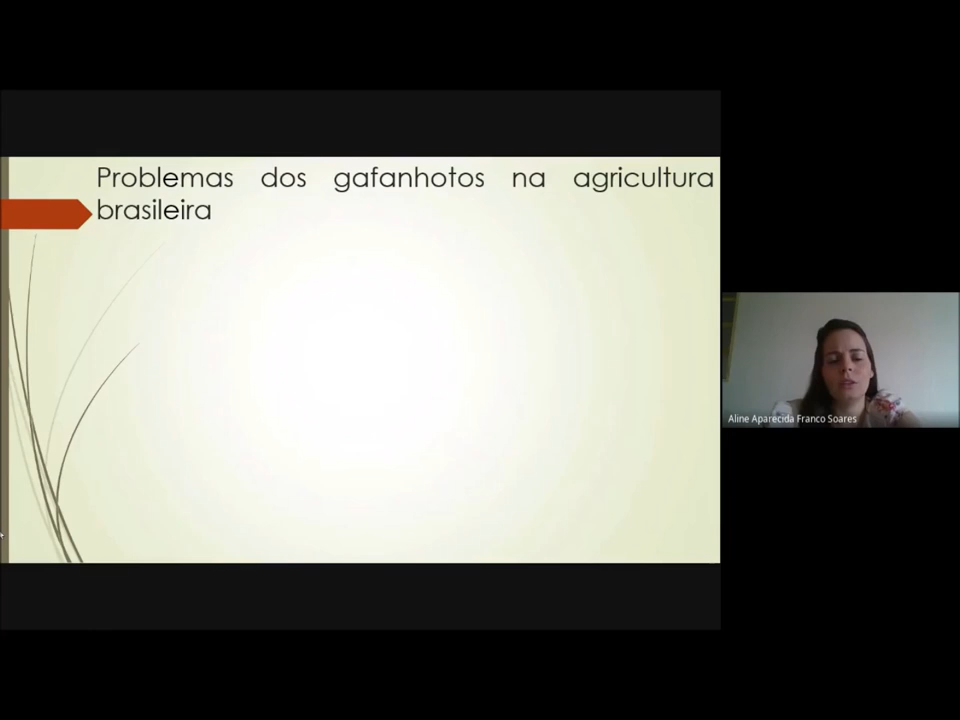 Problemas dos gafanhotos na agricultura
brasileira
Aline Aparecida Franco Soares